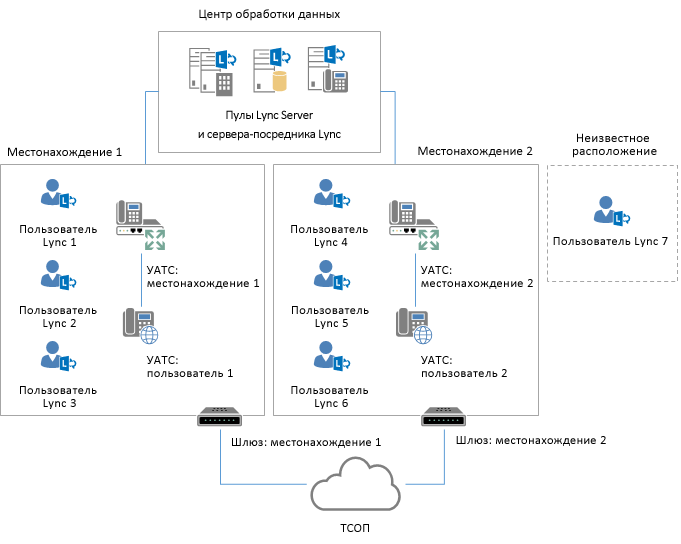 Центр обработки данных
Пулы Lync Server
и сервера-посредника Lync
Местонахождение 1
Пользователь
Lync 1
Пользователь
Lync 2
Пользователь
Lync 3
УАТС:
местонахождение 1
УАТС:
пользователь 1
Местонахождение 2
Пользователь
Lync 4
Пользователь
Lync 5
Пользователь
Lync 6
УАТС:
местонахождение 2
УАТС:
пользователь 2
Неизвестное
расположение
Пользователь Lync 7
Шлюз: местонахождение 1
Шлюз: местонахождение 2
ТСОП